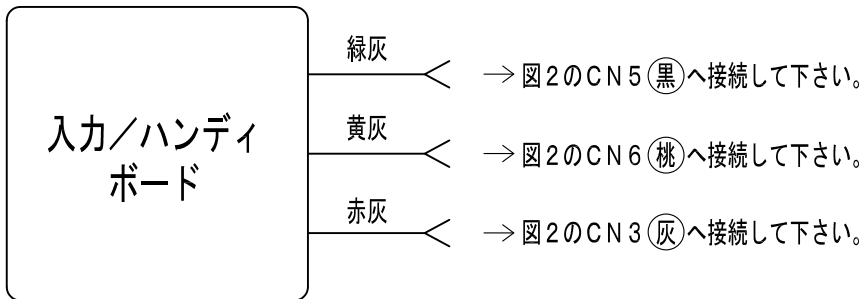 入力／ハンディ
ボード
緑灰
→図2のCN5黒へ接続して下さい。
黄灰
→図2のCN6桃へ接続して下さい。
赤灰
→図2のCN3灰へ接続して下さい。